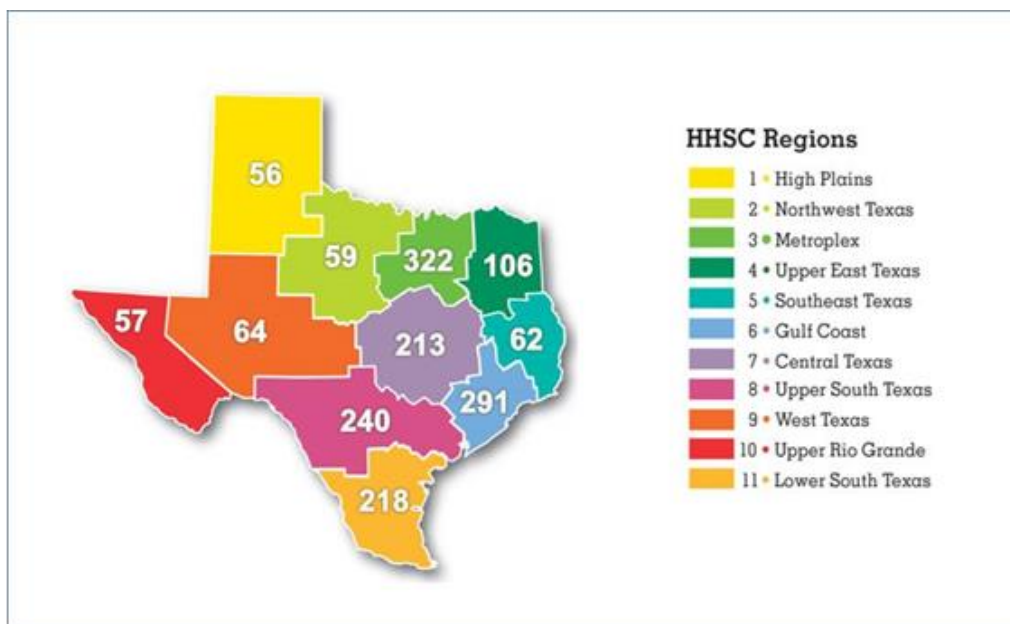 56
59
322
106
57
64
213
62
291
240
218
HHSC Regions
1 • High Plains
2 • Northwest Texas
3 • Metroplex
4 • Upper East Texas
5 • Southeast Texas
6 • Gulf Coast
7 • Central Texas
8 • Upper South Texas
9 • West Texas
10 • Upper Rio Grande
11 • Lower South Texas